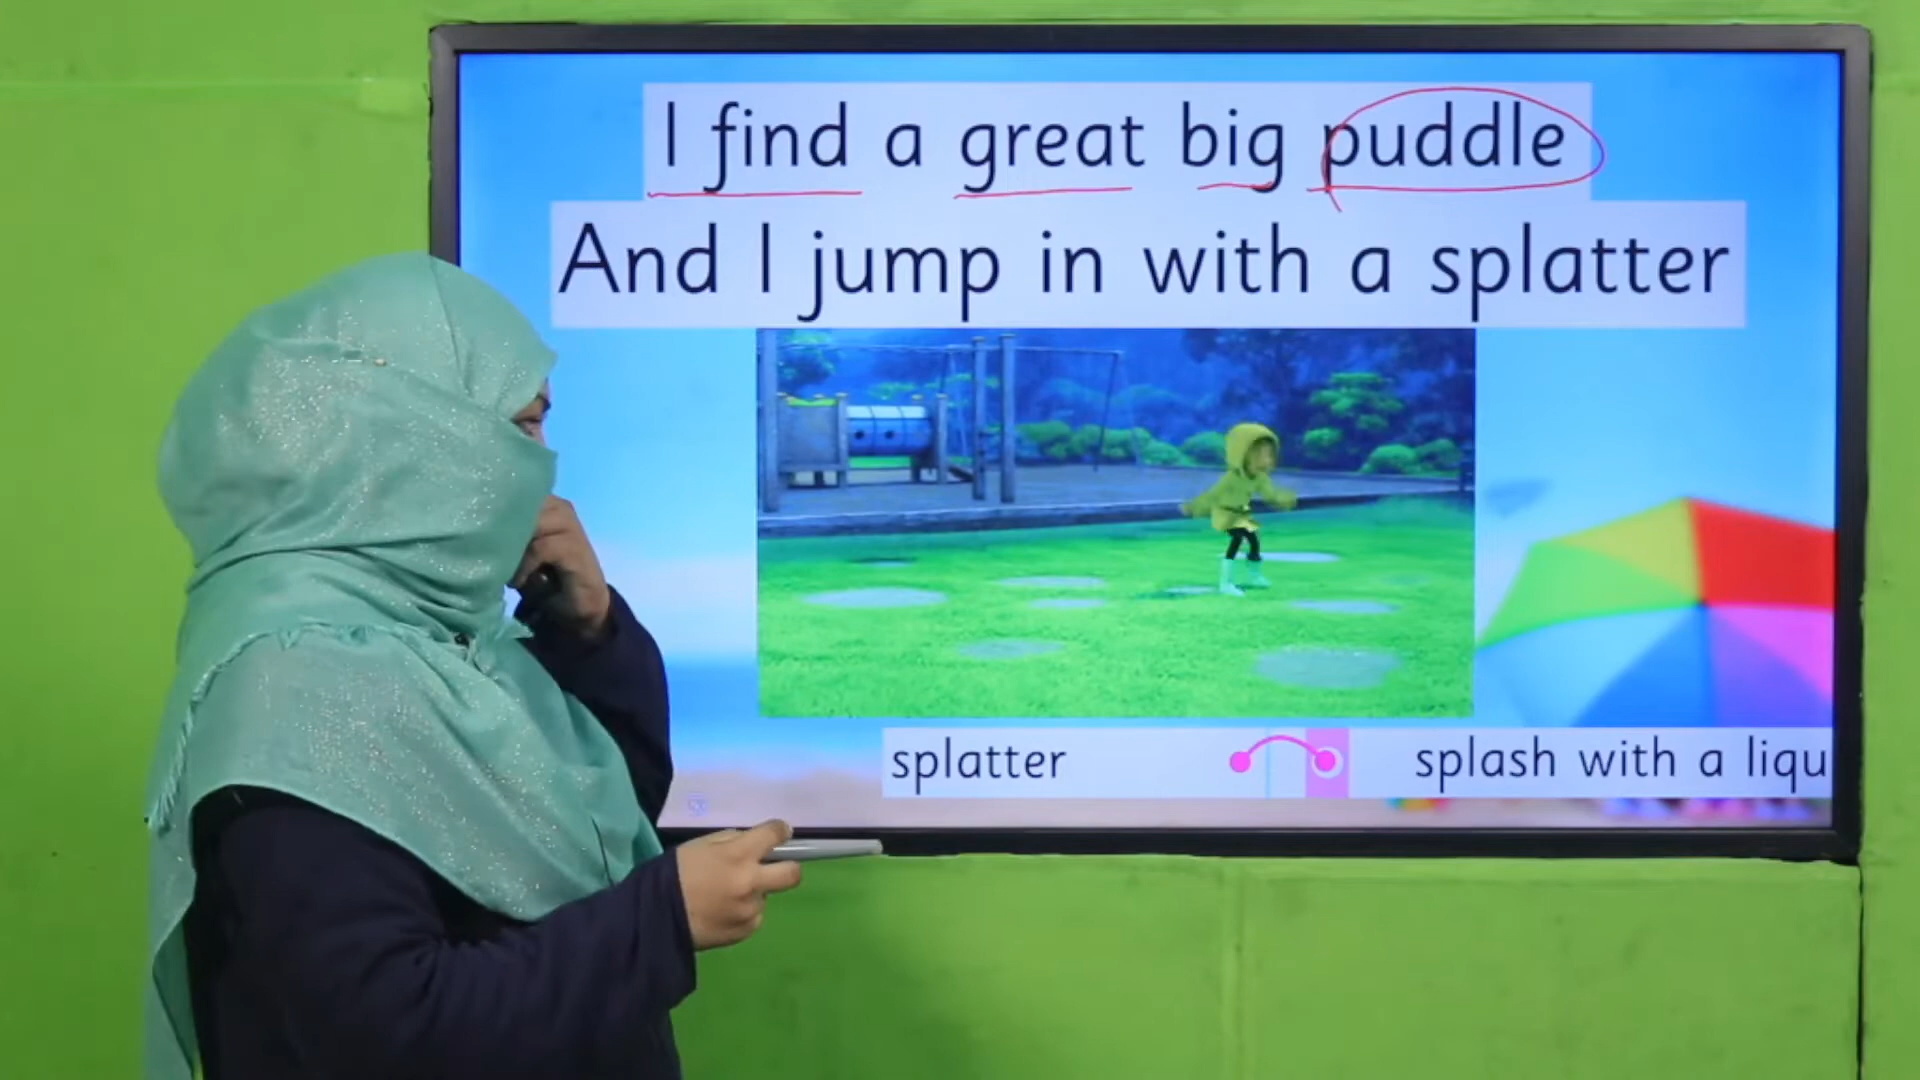 I find a great big puddle
And I jump in with a splatter
splatter splash with a liqu